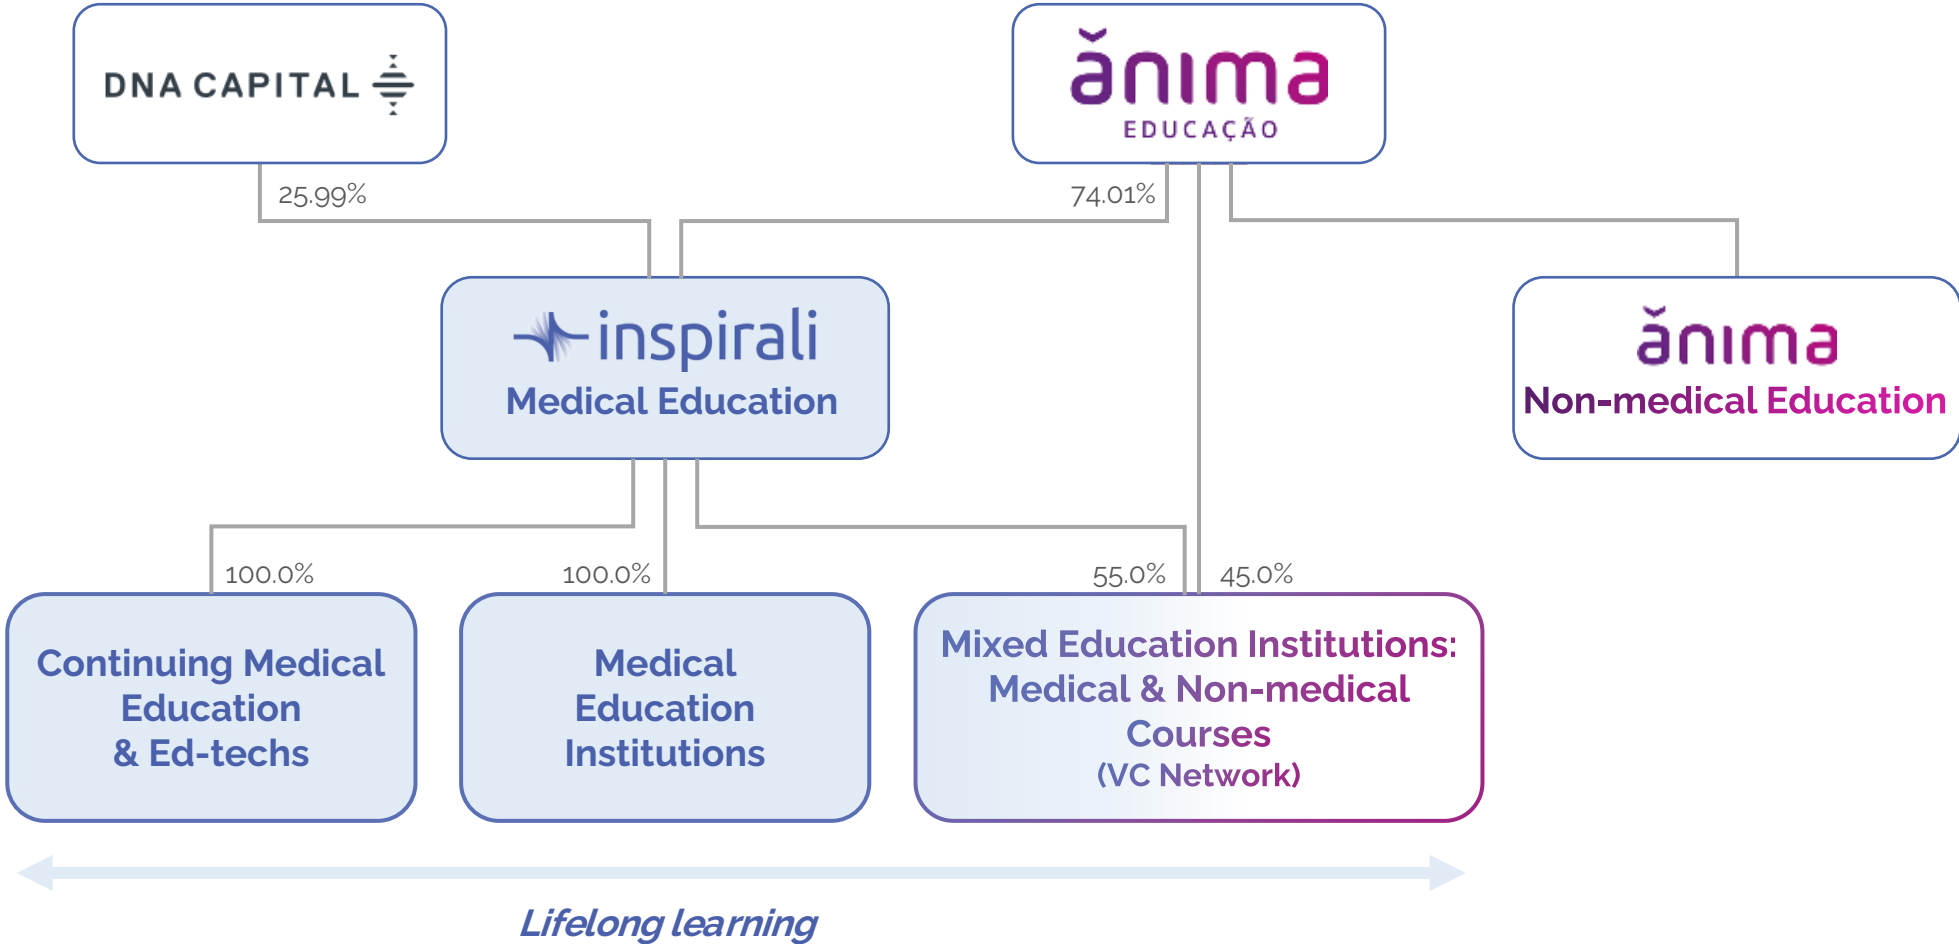 DNA CAPITAL
ănıma
EDUCAÇÃO
25.99%
74.01%
inspirali
Medical Education
ănıma
Non-medical Education
100.0%
100.0%
55.0%
45.0%
Continuing Medical
Education
& Ed-techs
Medical
Education
Institutions
Mixed Education Institutions:
Medical & Non-medical
Courses
(VC Network)
Lifelong learning